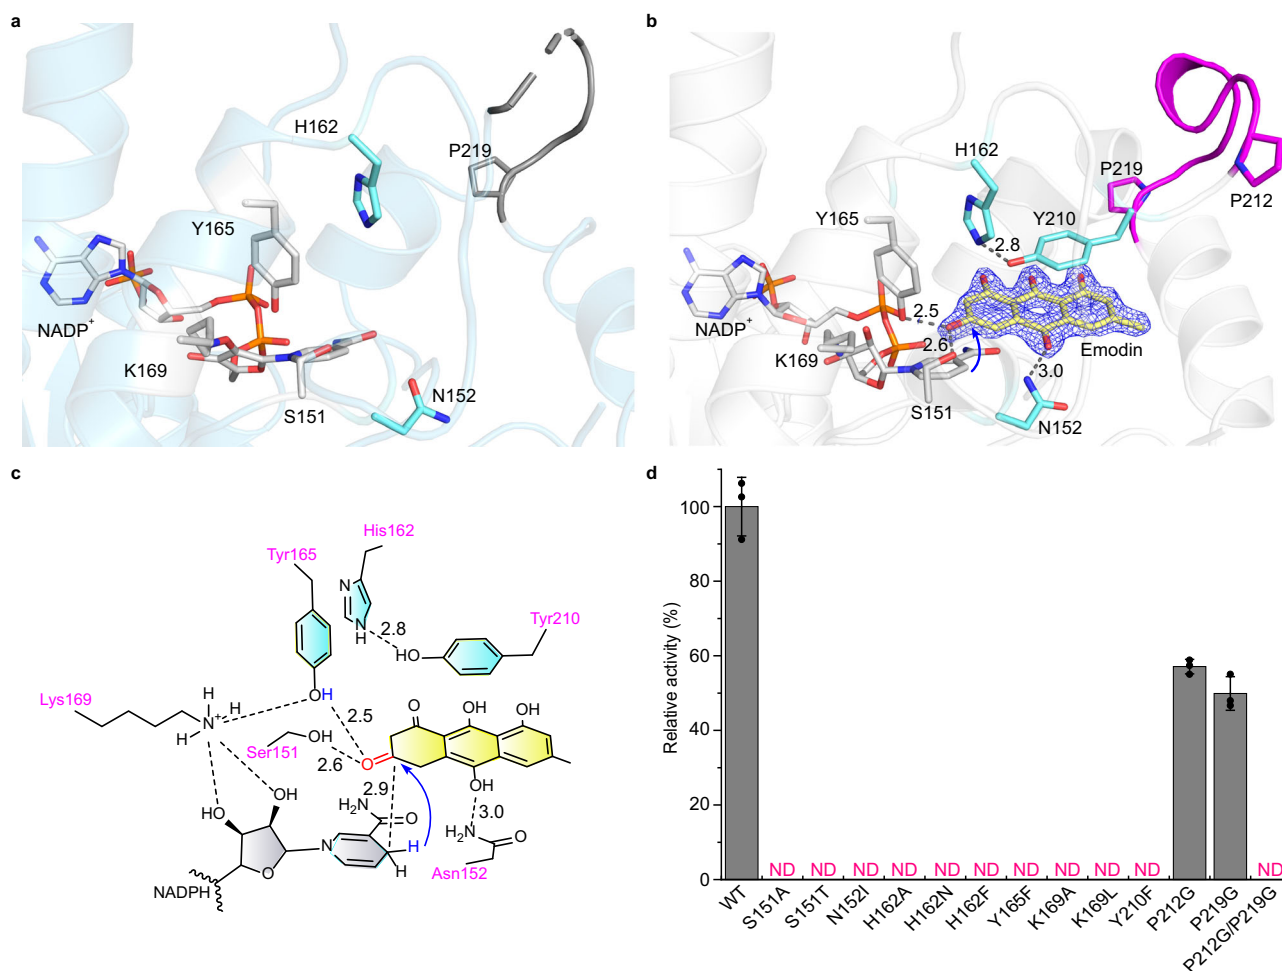 a
H162
P219
Y165
NADP+
K169
S151
N152
b
H162
P219
P212
Y210
Y165
2.8
NADP+
2.5
2.6
Emodin
K169
3.0
S151
N152
c
His162
Tyr165
N
Tyr210
N
H
2.8
HO
Lys169
H
H
N+
H
OH
2.5
O
OH
OH
Ser151
OH
2.6
O
2.9
OH
HO
OH
H2N
O
3.0
H2N
O
N
H
H
O
Asn152
NADPH
d
Relative activity (%)
100
80
60
40
20
0
ND ND ND ND ND ND ND ND ND ND ND
WT S151A S151T N152I H162A H162N H162F Y165F K169A K169L Y210F P212G P219G P212G/P219G